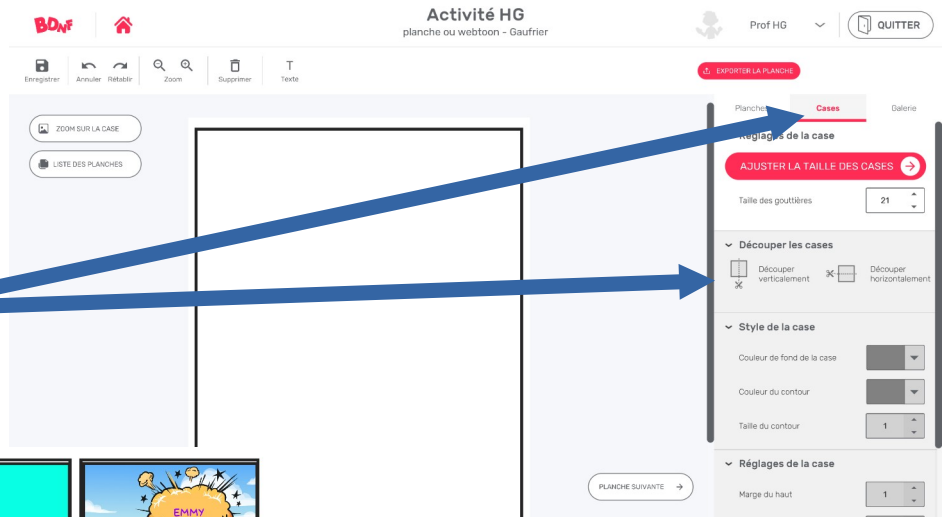 BDnF
Activité HG
planche ou webtoon - Gaufrier
Prof HG
QUITTER
Enregistrer
Annuler
Rétablir
Zoom
Supprimer
T
Texte
EXPORTER LA PLANCHE
ZOOM SUR LA CASE
LISTE DES PLANCHES
Planche
Cases
Galerie
Réglages de la case
AJUSTER LA TAILLE DES CASES
Taille des gouttières
21
Découper les cases
Découper
verticalement
Découper
horizontalement
Style de la case
Couleur de fond de la case
Couleur du contour
Taille du contour
1
Réglages de la case
Marge du haut
1
PLANCHE SUIVANTE
EMMY